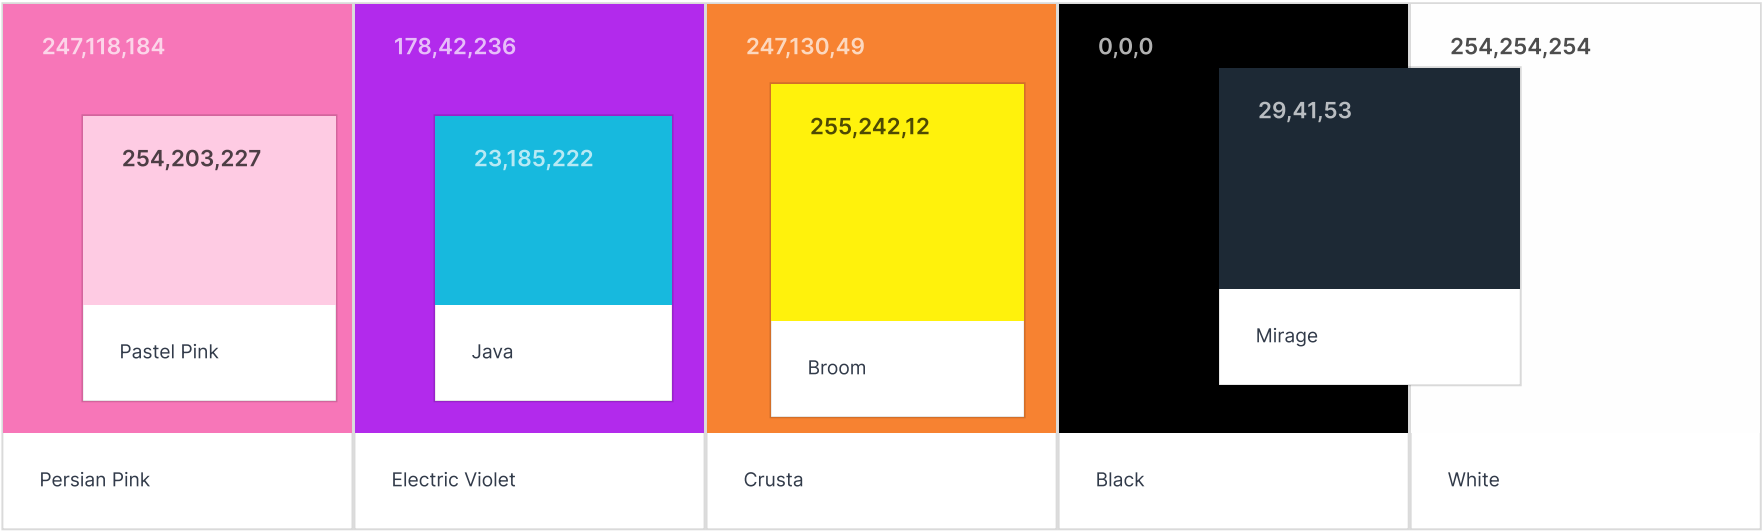 247,118,184
178,42,236
247,130,49
0,0,0
254,254,254
254,203,227
23,185,222
255,242,12
29,41,53
Pastel Pink
Java
Broom
Mirage
Persian Pink
Electric Violet
Crusta
Black
White